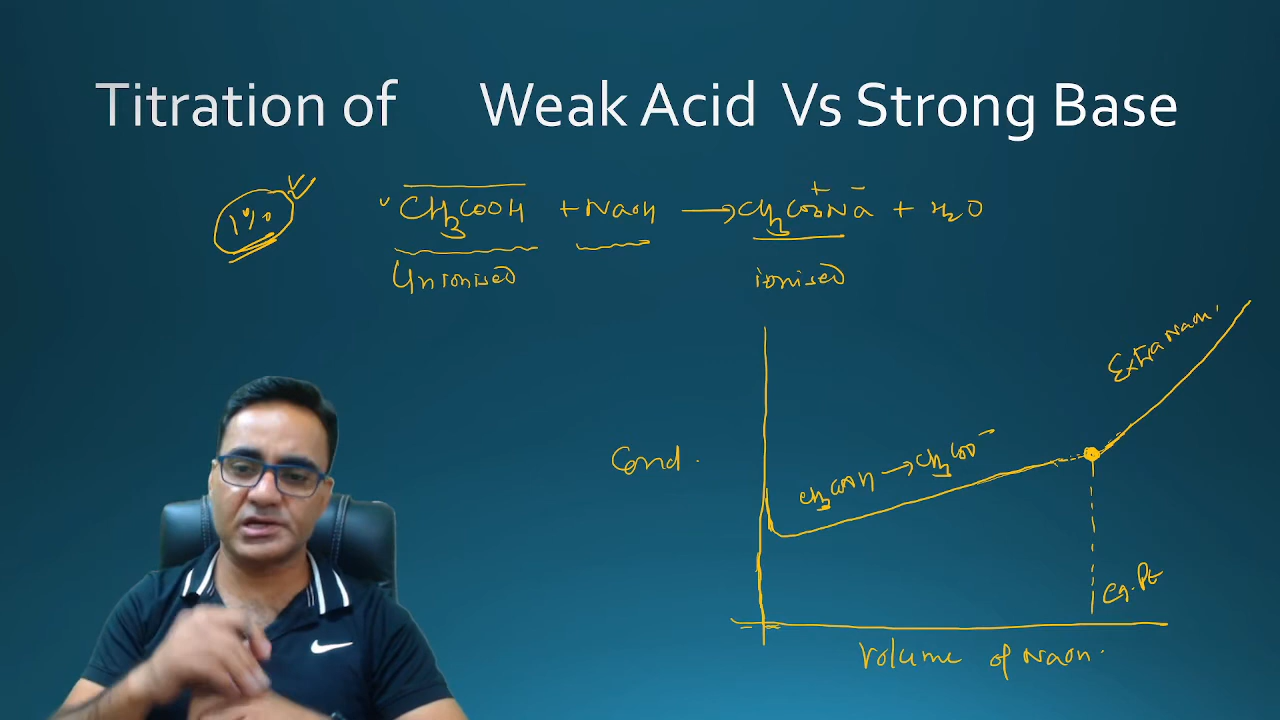 Titration of Weak Acid Vs Strong Base
1%
CH3COOH + NaOH → CH3COONa + H2O
+ −
Unionised
ionised
Extra NaOH.
Cond.
CH3COOH → CH3COO−
Eq. Pt
Volume of NaOH.